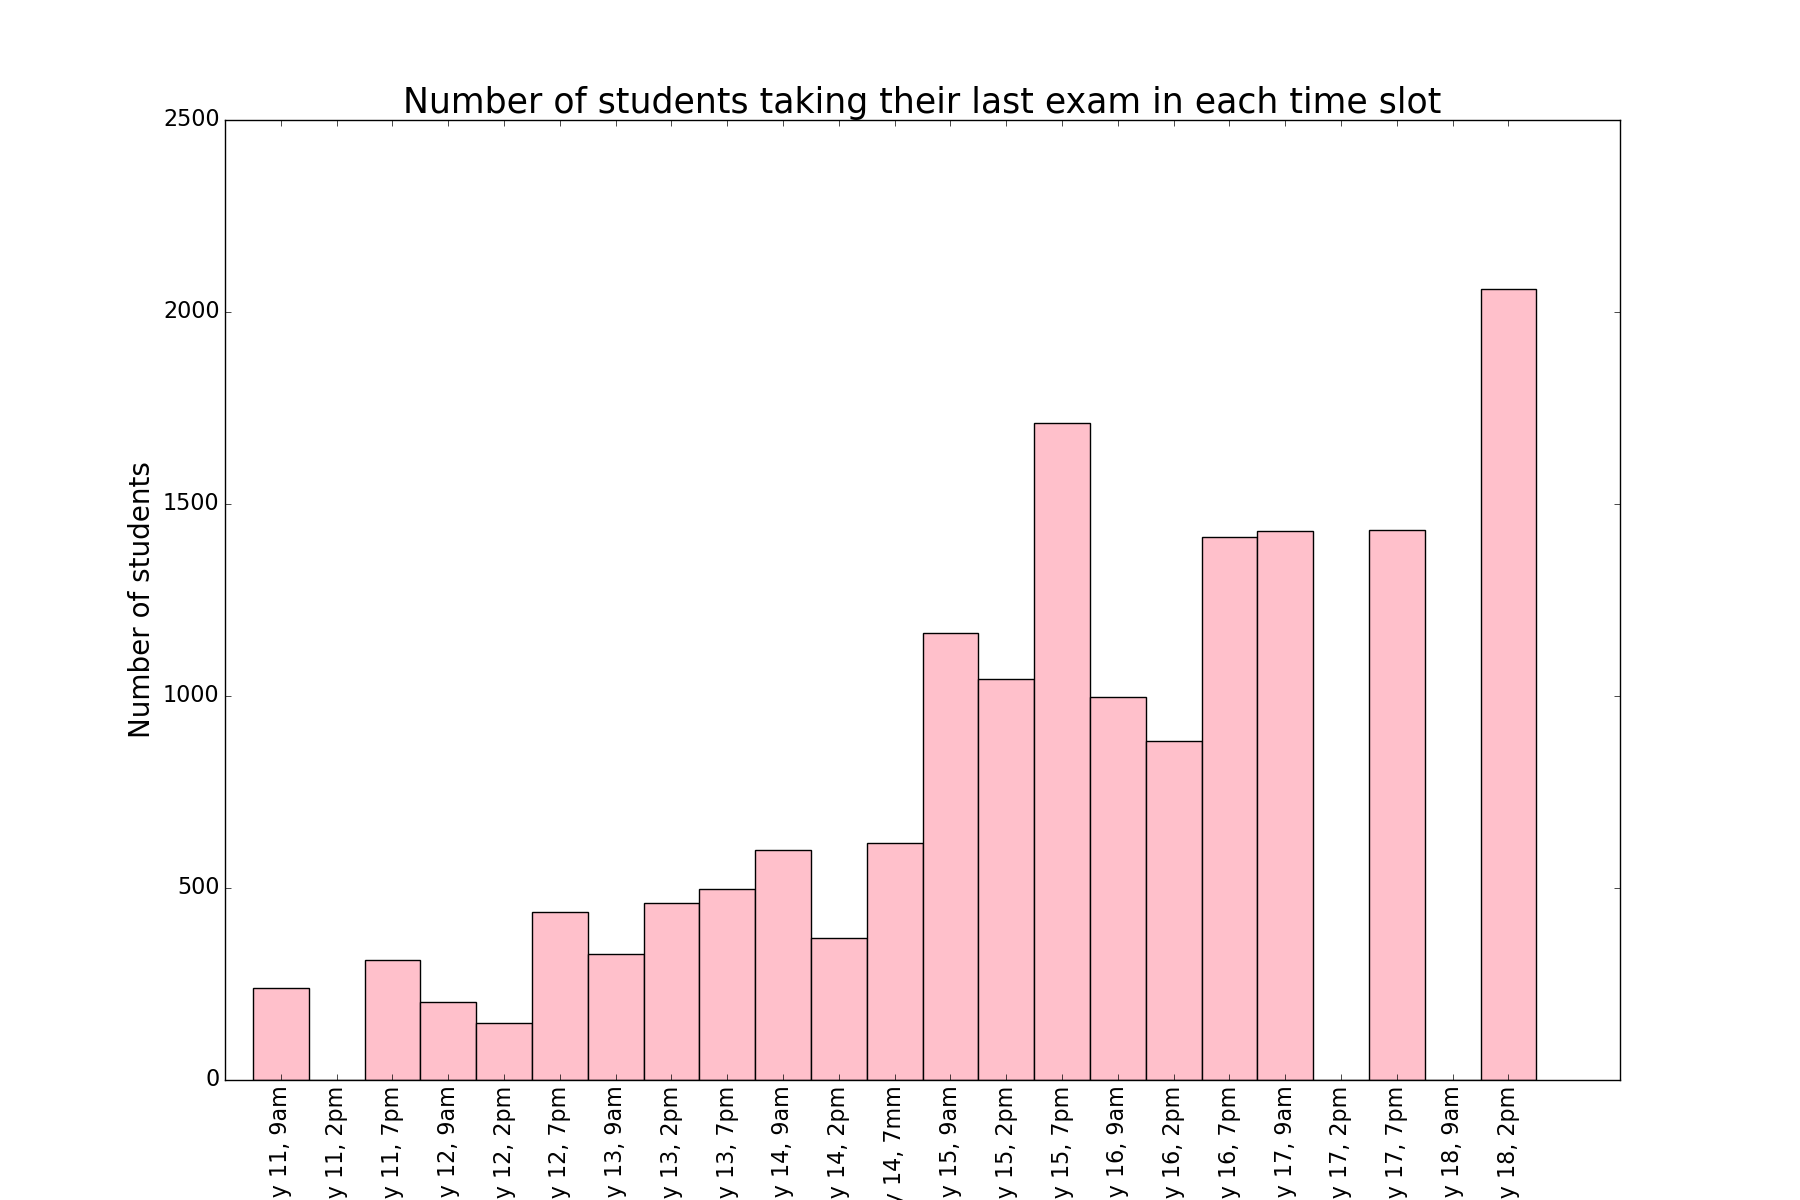 Number of students taking their last exam in each time slot
Number of students
2500
2000
1500
1000
500
0
y 11, 9am
y 11, 2pm
y 11, 7pm
y 12, 9am
y 12, 2pm
y 12, 7pm
y 13, 9am
y 13, 2pm
y 13, 7pm
y 14, 9am
y 14, 2pm
y 14, 7mm
y 15, 9am
y 15, 2pm
y 15, 7pm
y 16, 9am
y 16, 2pm
y 16, 7pm
y 17, 9am
y 17, 2pm
y 17, 7pm
y 18, 9am
y 18, 2pm